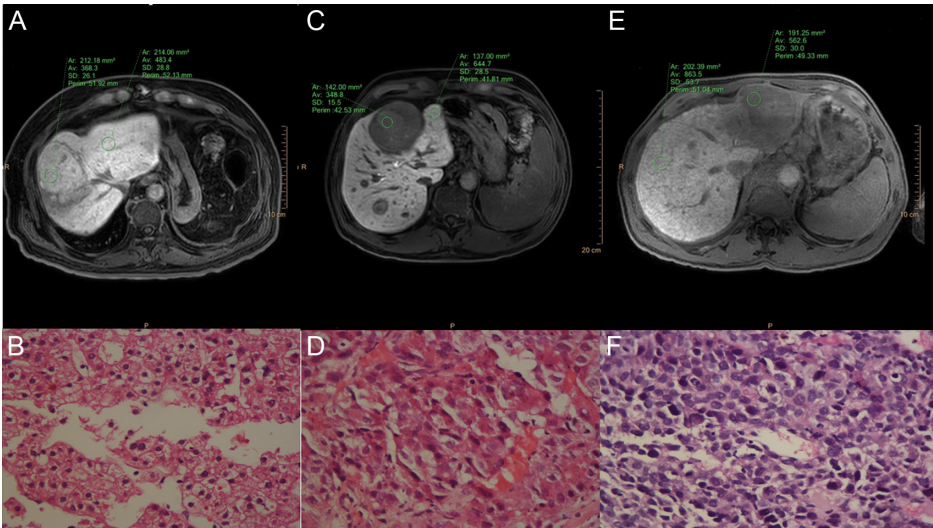 A
Ar: 212.18 mm²
Av: 368.3
SD: 26.1
Perim :51.92 mm
Ar: 214.06 mm²
Av: 483.4
SD: 28.8
Perim :52.13 mm
R
10 cm
P
C
Ar: 142.00 mm²
Av: 348.8
SD: 15.5
Perim :42.53 mm
Ar: 137.00 mm²
Av: 644.7
SD: 28.5
Perim :41.81 mm
R
20 cm
P
E
Ar: 202.39 mm²
Av: 863.5
SD: 53.7
Perim :51.04 mm
Ar: 191.25 mm²
Av: 562.6
SD: 30.0
Perim :49.33 mm
R
10 cm
P
B
D
F